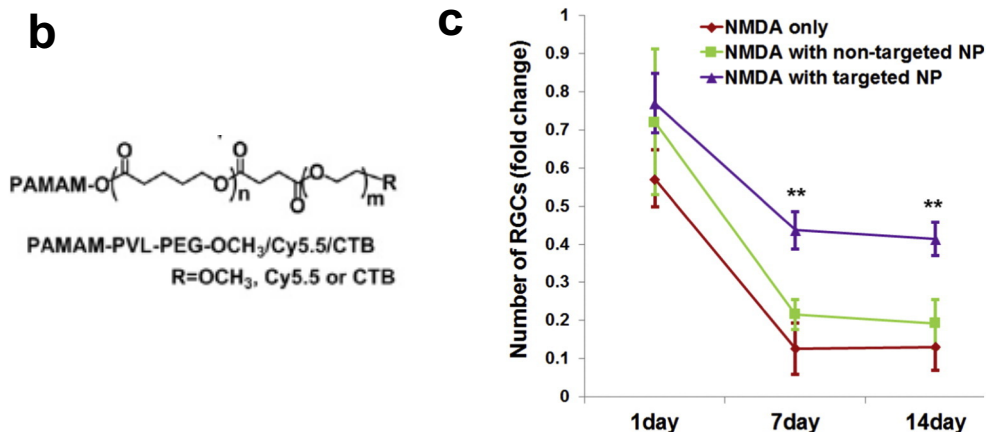 b
PAMAM-O
O
O
n
O
O
O
m
R
PAMAM-PVL-PEG-OCH₃/Cy5.5/CTB
R=OCH₃, Cy5.5 or CTB
c
Number of RGCs (fold change)
1
0.9
0.8
0.7
0.6
0.5
0.4
0.3
0.2
0.1
0
NMDA only
NMDA with non-targeted NP
NMDA with targeted NP
**
**
1day
7day
14day